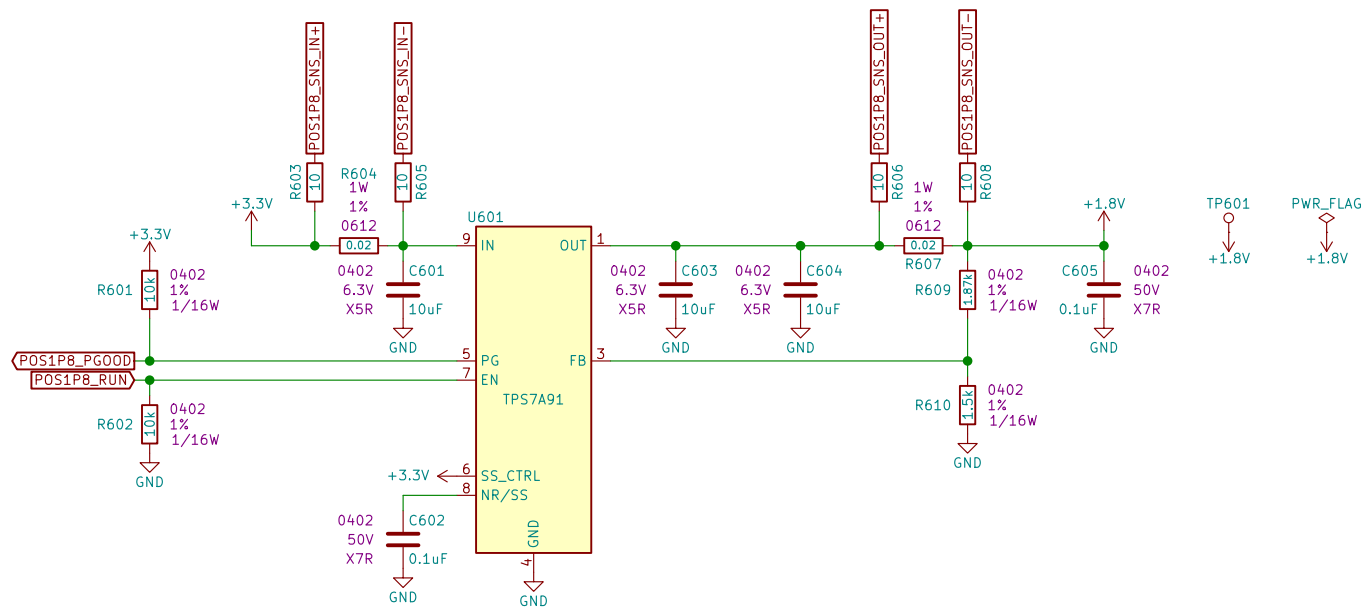 POS1P8_SNS_IN+
POS1P8_SNS_IN-
POS1P8_SNS_OUT+
POS1P8_SNS_OUT-
R603
10
R604
1W
1%
0612
0.02
10
R605
10
R606
1W
1%
0612
0.02
R607
10
R608
+3.3V
+3.3V
+1.8V
TP601
+1.8V
PWR_FLAG
+1.8V
R601
10k
0402
1%
1/16W
0402
6.3V
X5R
C601
10uF
GND
U601
9
IN
OUT
1
0402
6.3V
X5R
C603
10uF
GND
0402
6.3V
X5R
C604
10uF
GND
R609
1.87k
0402
1%
1/16W
C605
0.1uF
0402
50V
X7R
GND
POS1P8_PGOOD
5
PG
FB
3
POS1P8_RUN
7
EN
TPS7A91
R602
10k
0402
1%
1/16W
GND
R610
1.5k
0402
1%
1/16W
GND
+3.3V
6
SS_CTRL
8
NR/SS
0402
50V
X7R
C602
0.1uF
GND
GND
4
GND